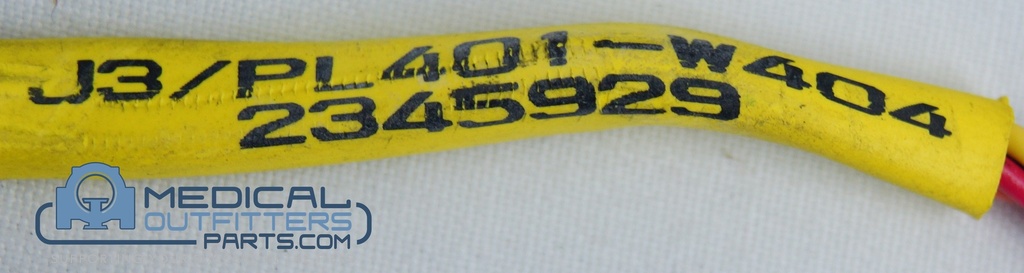 J3/PL401-W404
2345929
MEDICAL
OUTFITTERS
PARTS.COM